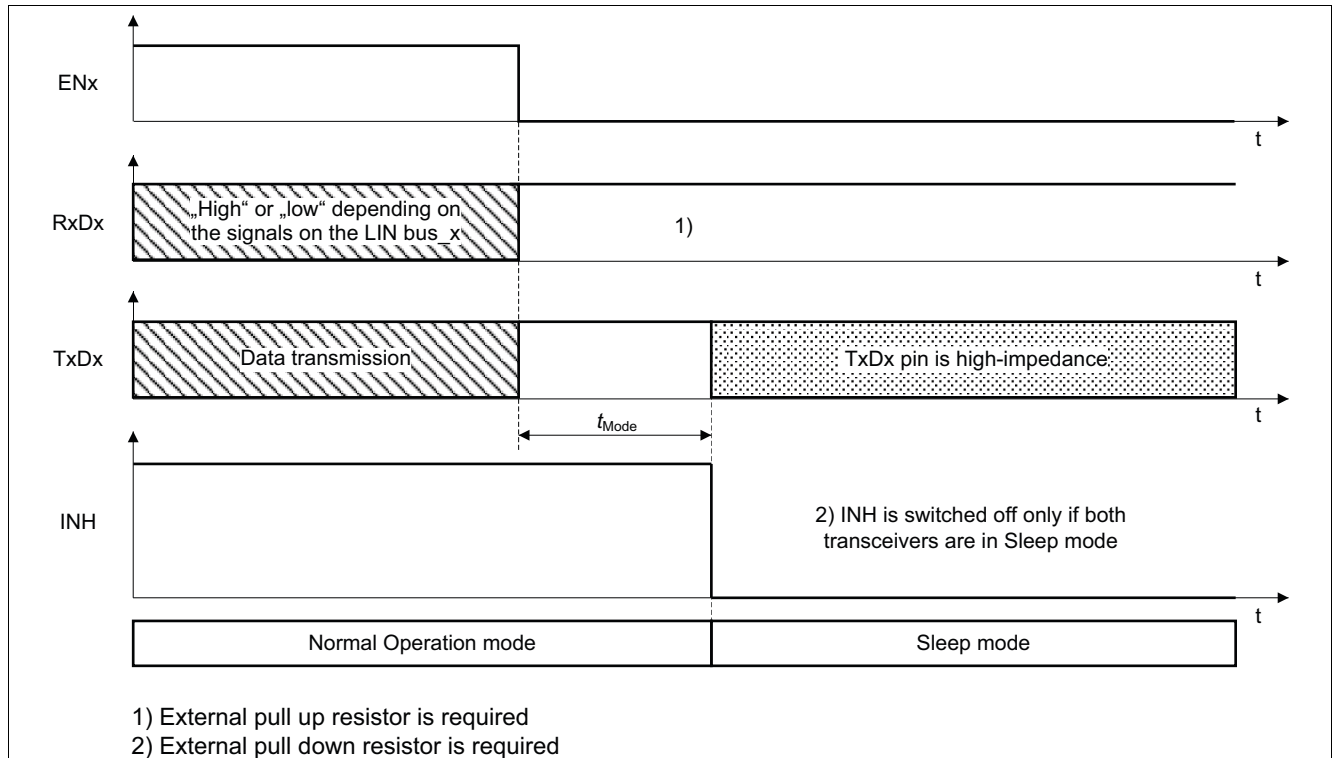 ENx
t
RxDx
„High“ or „low“ depending on
the signals on the LIN bus_x
1)
t
TxDx
Data transmission
TxDx pin is high-impedance
t
tMode
INH
2) INH is switched off only if both
transceivers are in Sleep mode
t
Normal Operation mode
Sleep mode
1) External pull up resistor is required
2) External pull down resistor is required